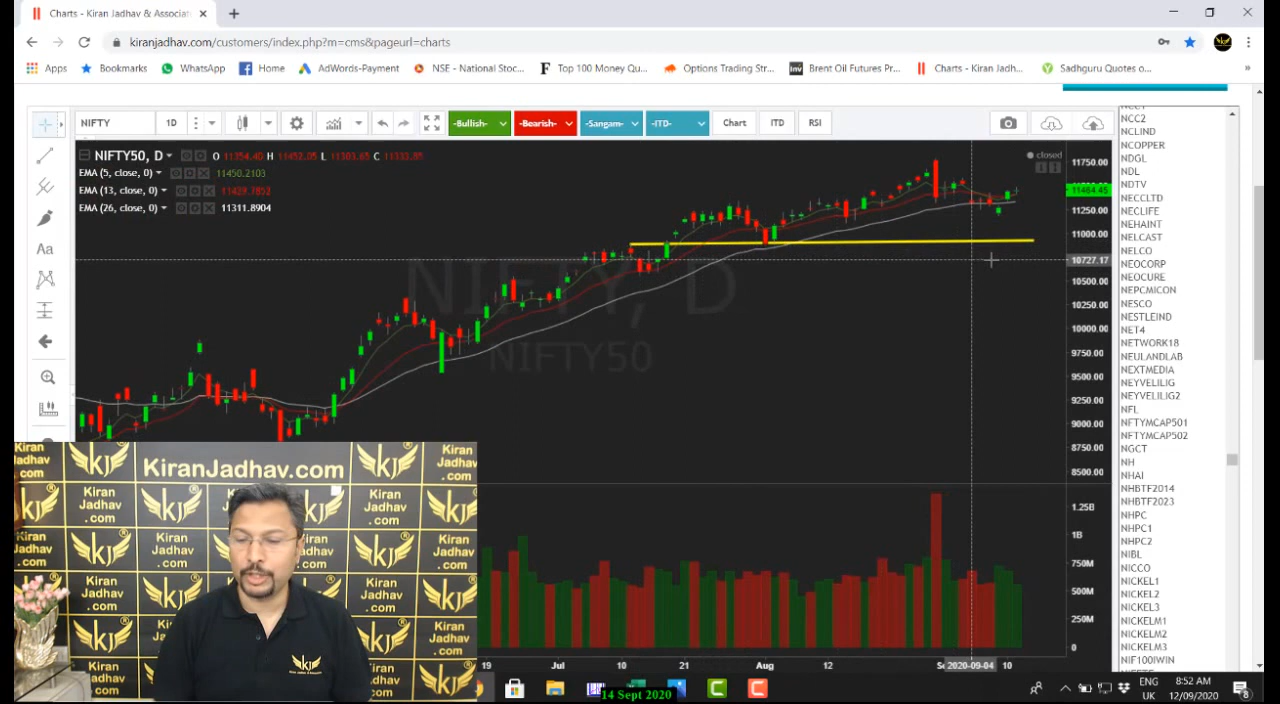 Charts - Kiran Jadhav & Associat
kiranjadhav.com/customers/index.php?m=cms&pageurl=charts
Apps Bookmarks WhatsApp Home AdWords-Payment NSE - National Stoc... Top 100 Money Qu... Options Trading Str... Brent Oil Futures Pr... Charts - Kiran Jadh... Sadhguru Quotes o...
NIFTY 1D -Bullish- -Bearish- -Sangam- -ITD- Chart ITD RSI
NIFTY50, D O 11354.40 H 11452.05 L 11303.65 C 11333.85
closed
EMA (5, close, 0) 11450.2103
EMA (13, close, 0) 11429.7852
EMA (26, close, 0) 11311.8904
Aa
NIFTY, D
NIFTY50
11750.00
11464.45
11250.00
11000.00
10727.17
10500.00
10250.00
10000.00
9750.00
9500.00
9250.00
9000.00
8750.00
8500.00
1.25B
1B
750M
500M
250M
0
19 Jul 10 21 Aug 12 2020-09-04 10
NCC2
NCLIND
NCOPPER
NDGL
NDL
NDTV
NECCLTD
NECLIFE
NEHAINT
NELCAST
NELCO
NEOCORP
NEOCURE
NEPCMICON
NESCO
NESTLEIND
NET4
NETWORK18
NEULANDLAB
NEXTMEDIA
NEYVELILIG
NEYVELILIG2
NFL
NFTYMCAP501
NFTYMCAP502
NGCT
NH
NHAI
NHBTF2014
NHBTF2023
NHPC
NHPC1
NHPC2
NIBL
NICCO
NICKEL1
NICKEL2
NICKEL3
NICKELM1
NICKELM2
NICKELM3
NIF100IWIN
KiranJadhav.com
Kiran Jadhav .com
KJ
14 Sept 2020
ENG 8:52 AM
UK 12/09/2020
8